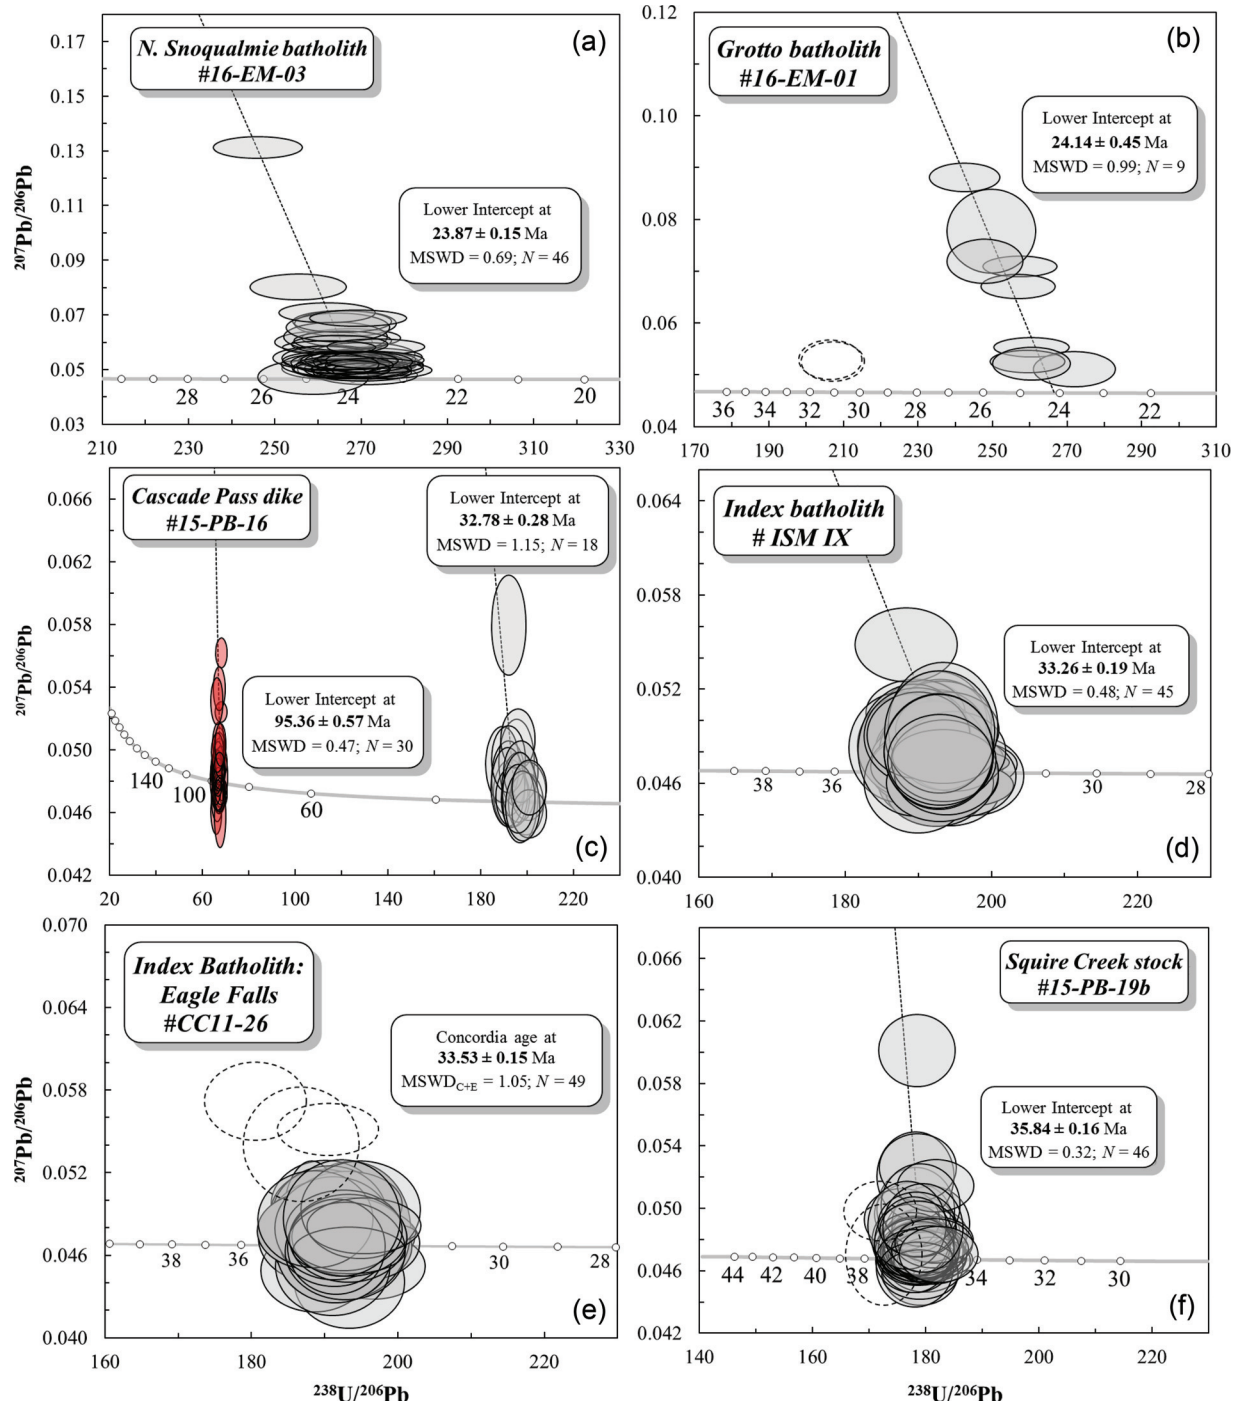 (a)
N. Snoqualmie batholith
#16-EM-03
Lower Intercept at
23.87 ± 0.15 Ma
MSWD = 0.69; N = 46
0.17
0.15
0.13
0.11
0.09
0.07
0.05
0.03
²⁰⁷Pb/²⁰⁶Pb
28 26 24 22 20
210 230 250 270 290 310 330
(b)
Grotto batholith
#16-EM-01
Lower Intercept at
24.14 ± 0.45 Ma
MSWD = 0.99; N = 9
0.12
0.10
0.08
0.06
0.04
36 34 32 30 28 26 24 22
170 190 210 230 250 270 290 310
(c)
Cascade Pass dike
#15-PB-16
Lower Intercept at
32.78 ± 0.28 Ma
MSWD = 1.15; N = 18
Lower Intercept at
95.36 ± 0.57 Ma
MSWD = 0.47; N = 30
0.066
0.062
0.058
0.054
0.050
0.046
0.042
²⁰⁷Pb/²⁰⁶Pb
140 100 60
20 60 100 140 180 220
(d)
Index batholith
# ISM IX
Lower Intercept at
33.26 ± 0.19 Ma
MSWD = 0.48; N = 45
0.064
0.058
0.052
0.046
0.040
38 36 30 28
160 180 200 220
(e)
Index Batholith:
Eagle Falls
#CC11-26
Concordia age at
33.53 ± 0.15 Ma
MSWD_C+E = 1.05; N = 49
0.070
0.064
0.058
0.052
0.046
0.040
²⁰⁷Pb/²⁰⁶Pb
38 36 30 28
160 180 200 220
²³⁸U/²⁰⁶Pb
(f)
Squire Creek stock
#15-PB-19b
Lower Intercept at
35.84 ± 0.16 Ma
MSWD = 0.32; N = 46
0.066
0.062
0.058
0.054
0.050
0.046
0.042
44 42 40 38 34 32 30
140 160 180 200 220
²³⁸U/²⁰⁶Pb